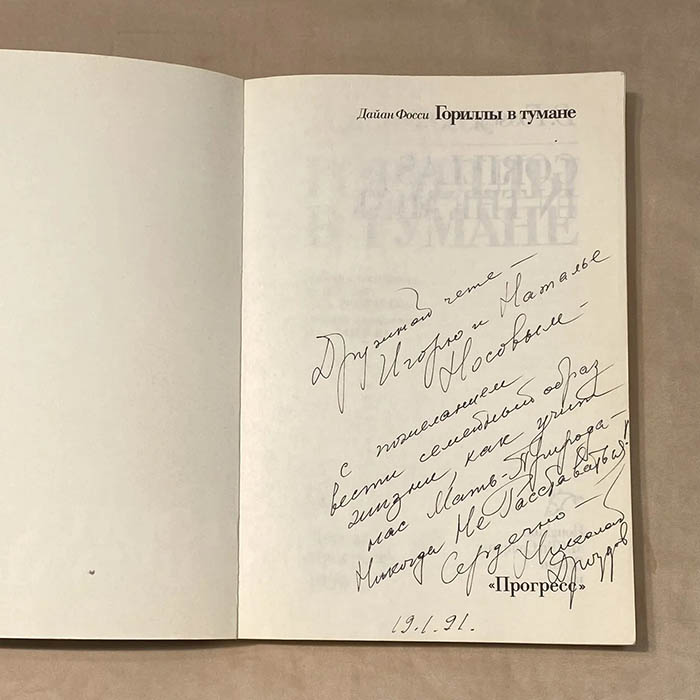 Дайан Фосси Гориллы в тумане
Дружной чете –
Игорю и Наталье
Носовым –
с пожеланием
вести семейный образ
жизни, как учит
нас Мать-Природа –
Никогда Не Расставаться!
Сердечно –
Николай
Дроздов
«Прогресс»
19.1.91.